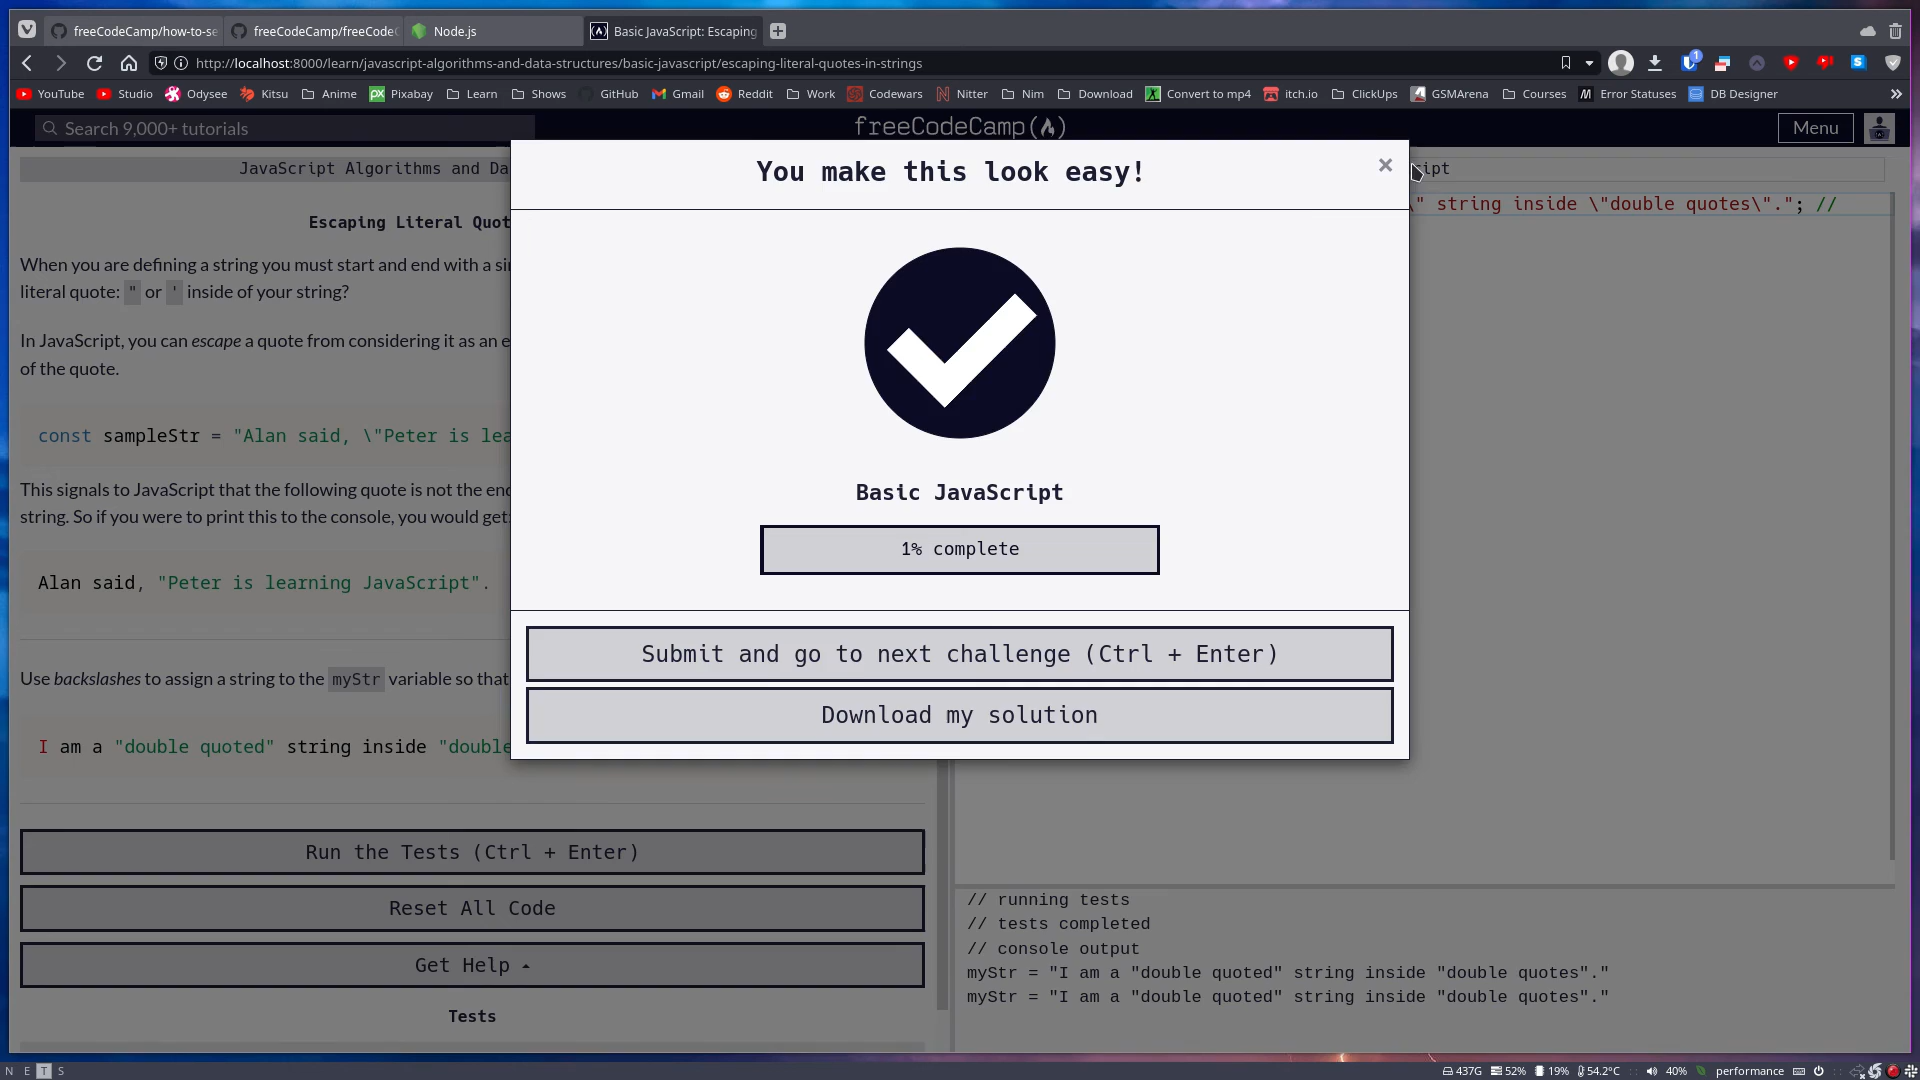 freeCodeCamp/how-to-se
freeCodeCamp/freeCodeC
Node.js
Basic JavaScript: Escaping
http://localhost:8000/learn/javascript-algorithms-and-data-structures/basic-javascript/escaping-literal-quotes-in-strings
1
YouTube
Studio
Odysee
Kitsu
Anime
Pixabay
Learn
Shows
GitHub
Gmail
Reddit
Work
Codewars
Nitter
Nim
Download
Convert to mp4
itch.io
ClickUps
GSMArena
Courses
Error Statuses
DB Designer
Search 9,000+ tutorials
freeCodeCamp
Menu
JavaScript Algorithms and Da
ipt
You make this look easy!
×
Escaping Literal Quot
\" string inside \"double quotes\"."; //
When you are defining a string you must start and end with a si
literal quote: " or ' inside of your string?
In JavaScript, you can escape a quote from considering it as an e
of the quote.
const sampleStr = "Alan said, \"Peter is lea
This signals to JavaScript that the following quote is not the end
string. So if you were to print this to the console, you would get:
Alan said, "Peter is learning JavaScript".
Use backslashes to assign a string to the myStr variable so that
I am a "double quoted" string inside "double
Basic JavaScript
1% complete
Submit and go to next challenge (Ctrl + Enter)
Download my solution
Run the Tests (Ctrl + Enter)
Reset All Code
Get Help
Tests
// running tests
// tests completed
// console output
myStr = "I am a "double quoted" string inside "double quotes"."
myStr = "I am a "double quoted" string inside "double quotes"."
N E T S
437G 52% 19% 54.2°C 40% performance